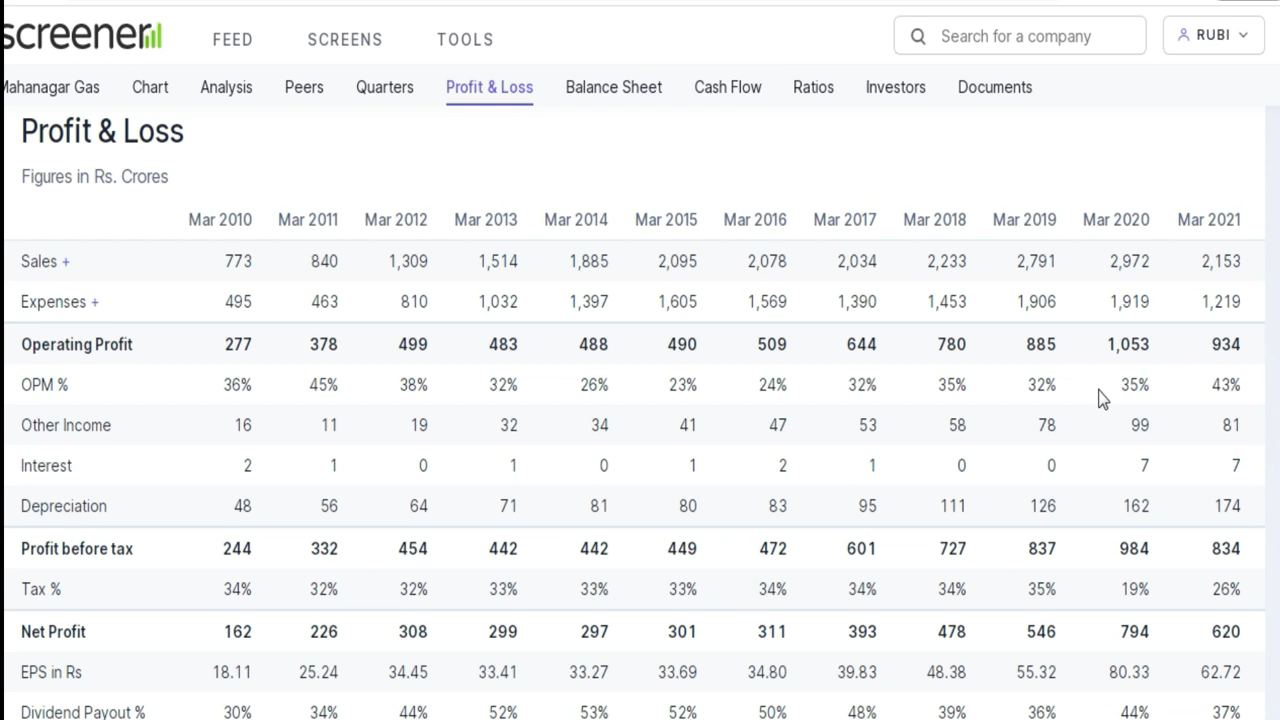 screener FEED SCREENS TOOLS Search for a company RUBI
Mahanagar Gas Chart Analysis Peers Quarters Profit & Loss Balance Sheet Cash Flow Ratios Investors Documents
Profit & Loss
Figures in Rs. Crores
Mar 2010 Mar 2011 Mar 2012 Mar 2013 Mar 2014 Mar 2015 Mar 2016 Mar 2017 Mar 2018 Mar 2019 Mar 2020 Mar 2021
Sales + 773 840 1,309 1,514 1,885 2,095 2,078 2,034 2,233 2,791 2,972 2,153
Expenses + 495 463 810 1,032 1,397 1,605 1,569 1,390 1,453 1,906 1,919 1,219
Operating Profit 277 378 499 483 488 490 509 644 780 885 1,053 934
OPM % 36% 45% 38% 32% 26% 23% 24% 32% 35% 32% 35% 43%
Other Income 16 11 19 32 34 41 47 53 58 78 99 81
Interest 2 1 0 1 0 1 2 1 0 0 7 7
Depreciation 48 56 64 71 81 80 83 95 111 126 162 174
Profit before tax 244 332 454 442 442 449 472 601 727 837 984 834
Tax % 34% 32% 32% 33% 33% 33% 34% 34% 34% 35% 19% 26%
Net Profit 162 226 308 299 297 301 311 393 478 546 794 620
EPS in Rs 18.11 25.24 34.45 33.41 33.27 33.69 34.80 39.83 48.38 55.32 80.33 62.72
Dividend Payout % 30% 34% 44% 52% 53% 52% 50% 48% 39% 36% 44% 37%